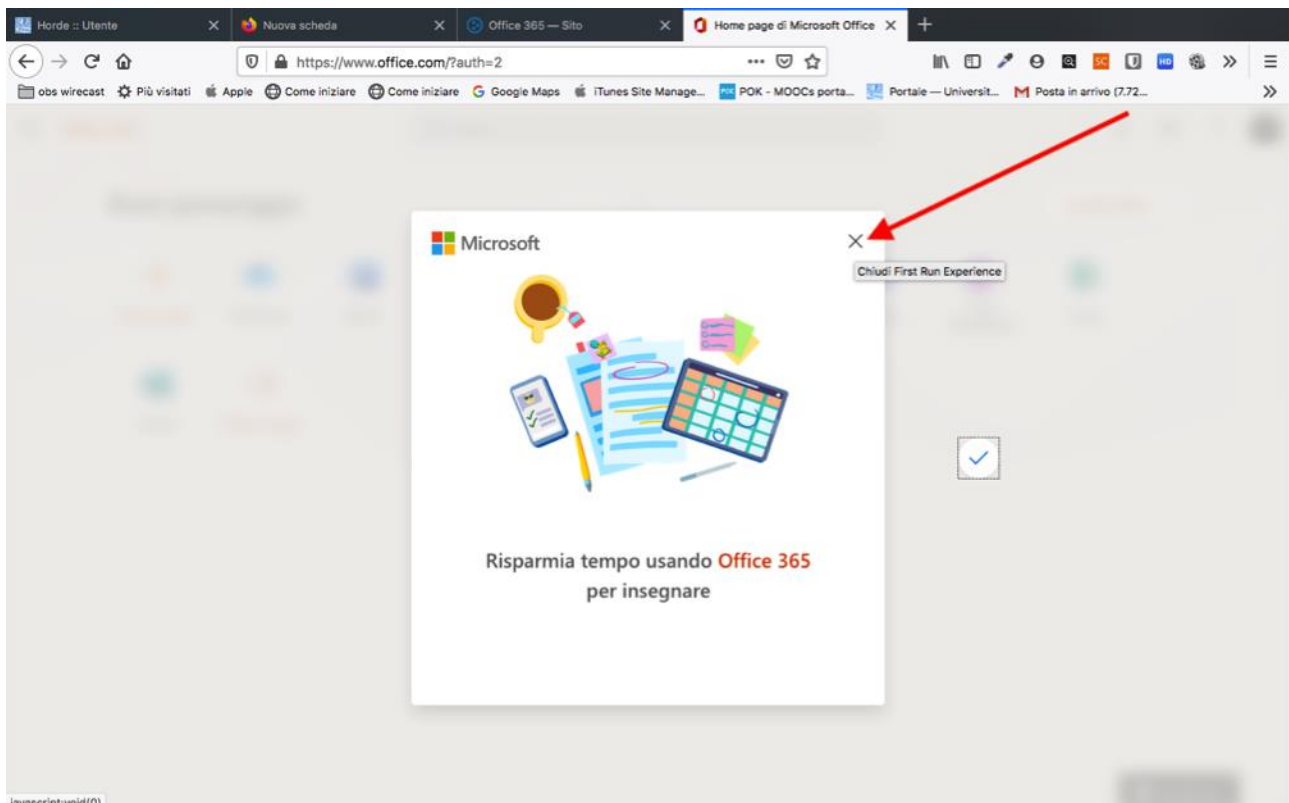 Horde :: Utente
Nuova scheda
Office 365 — Sito
Home page di Microsoft Office
https://www.office.com/?auth=2
SC
HD
obs wirecast
Più visitati
Apple
Come iniziare
Come iniziare
Google Maps
iTunes Site Manage...
POK
POK - MOOCs porta...
Portale — Universit...
Posta in arrivo (7.72...
Microsoft
Chiudi First Run Experience
Risparmia tempo usando Office 365
per insegnare
javascript:void(0)